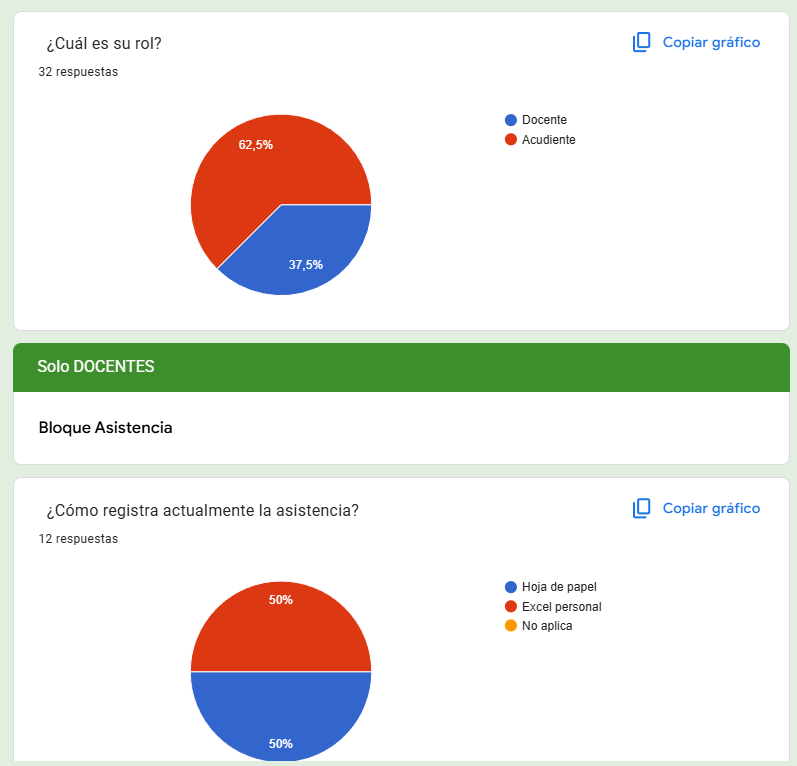 ¿Cuál es su rol?
Copiar gráfico
32 respuestas
Docente
Acudiente
62,5%
37,5%
Solo DOCENTES
Bloque Asistencia
¿Cómo registra actualmente la asistencia?
Copiar gráfico
12 respuestas
Hoja de papel
Excel personal
No aplica
50%
50%